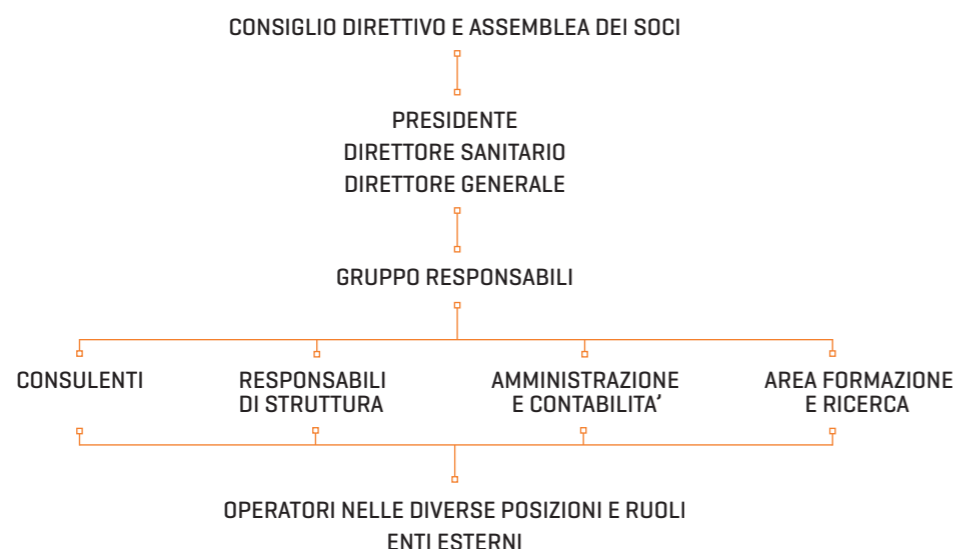 CONSIGLIO DIRETTIVO E ASSEMBLEA DEI SOCI
PRESIDENTE
DIRETTORE SANITARIO
DIRETTORE GENERALE
GRUPPO RESPONSABILI
CONSULENTI
RESPONSABILI
DI STRUTTURA
AMMINISTRAZIONE
E CONTABILITA’
AREA FORMAZIONE
E RICERCA
OPERATORI NELLE DIVERSE POSIZIONI E RUOLI
ENTI ESTERNI